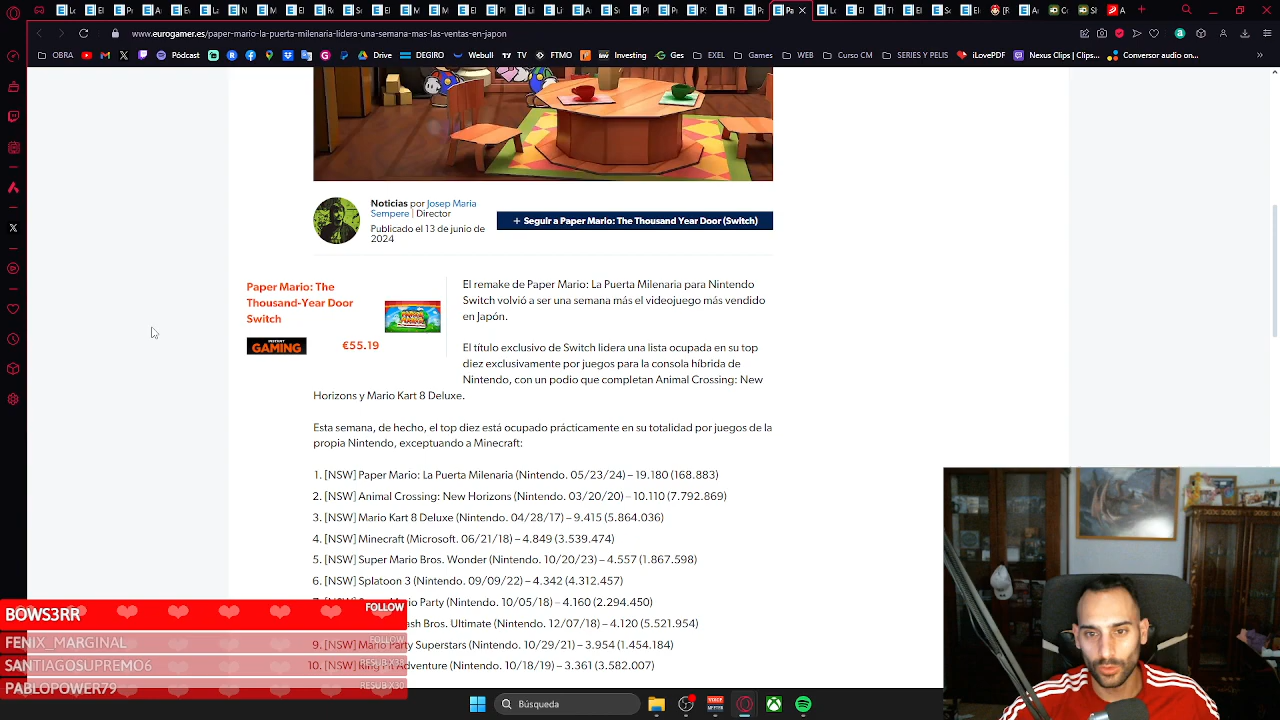 www.eurogamer.es/paper-mario-la-puerta-milenaria-lidera-una-semana-mas-las-ventas-en-japon
OBRA Pódcast Drive DEGIRO Webull TV FTMO Investing Ges EXEL WEB Curso CM SERIES Y PELIS iLovePDF Nexus Clips | Clips... Conversor audio on...
Noticias por Josep Maria Sempere | Director
Publicado el 13 de junio de 2024
+ Seguir a Paper Mario: The Thousand Year Door (Switch)
Paper Mario: The
Thousand-Year Door
Switch
INSTANT
GAMING
€55.19
El remake de Paper Mario: La Puerta Milenaria para Nintendo
Switch volvió a ser una semana más el videojuego más vendido
en Japón.
El título exclusivo de Switch lidera una lista ocupada en su top
diez exclusivamente por juegos para la consola híbrida de
Nintendo, con un podio que completan Animal Crossing: New
Horizons y Mario Kart 8 Deluxe.
Esta semana, de hecho, el top diez está ocupado prácticamente en su totalidad por juegos de la
propia Nintendo, exceptuando a Minecraft:
1. [NSW] Paper Mario: La Puerta Milenaria (Nintendo. 05/23/24) – 19.180 (168.883)
2. [NSW] Animal Crossing: New Horizons (Nintendo. 03/20/20) – 10.110 (7.792.869)
3. [NSW] Mario Kart 8 Deluxe (Nintendo. 04/28/17) – 9.415 (5.864.036)
4. [NSW] Minecraft (Microsoft. 06/21/18) – 4.849 (3.539.474)
5. [NSW] Super Mario Bros. Wonder (Nintendo. 10/20/23) – 4.557 (1.867.598)
6. [NSW] Splatoon 3 (Nintendo. 09/09/22) – 4.342 (4.312.457)
Party (Nintendo. 10/05/18) – 4.160 (2.294.450)
Ultimate (Nintendo. 12/07/18) – 4.120 (5.521.954)
9. [NSW] Mario Party Superstars (Nintendo. 10/29/21) – 3.954 (1.454.184)
10. [NSW] Adventure (Nintendo. 10/18/19) – 3.361 (3.582.007)
BOWS3RR FOLLOW
FENIX_MARGINAL FOLLOW
SANTIAGOSUPREMO6 RESUB X38
PABLOPOWER79 RESUB X30
Búsqueda